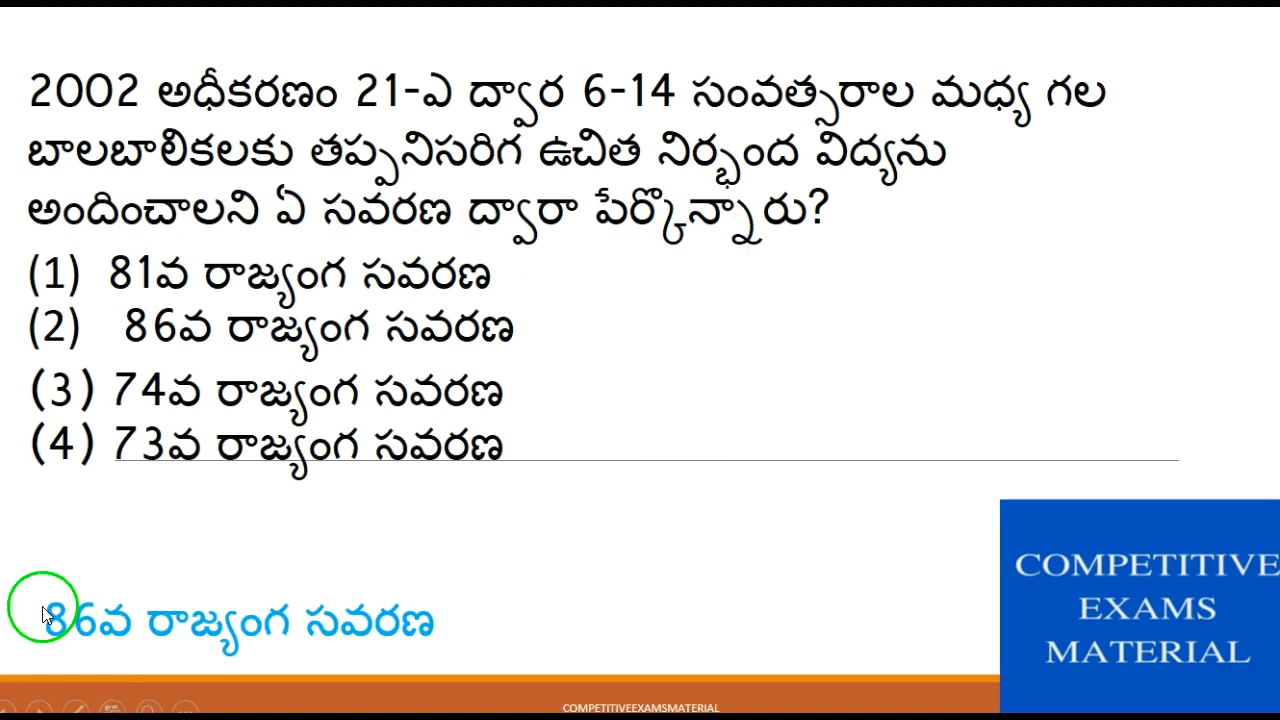 2002 అధీకరణం 21-ఎ ద్వార 6-14 సంవత్సరాల మధ్య గల
బాలబాలికలకు తప్పనిసరిగ ఉచిత నిర్భంద విద్యను
అందించాలని ఏ సవరణ ద్వారా పేర్కొన్నారు?
(1) 81వ రాజ్యంగ సవరణ
(2) 86వ రాజ్యంగ సవరణ
(3) 74వ రాజ్యంగ సవరణ
(4) 73వ రాజ్యంగ సవరణ
86వ రాజ్యంగ సవరణ
COMPETITIVE
EXAMS
MATERIAL
COMPETITIVEEXAMSMATERIAL